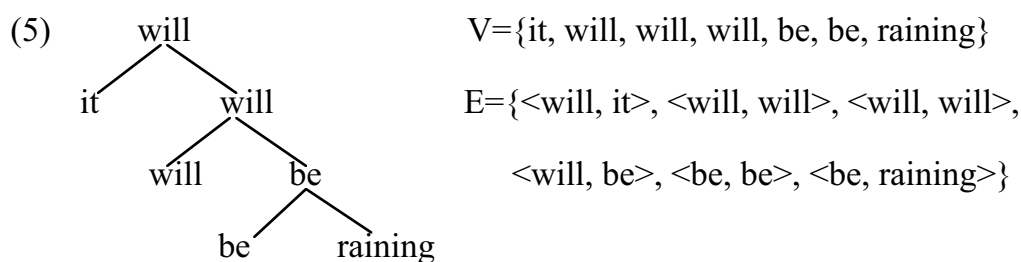 (5) will V={it, will, will, will, be, be, raining}
it will E={<will, it>, <will, will>, <will, will>,
will be <will, be>, <be, be>, <be, raining>}
be raining